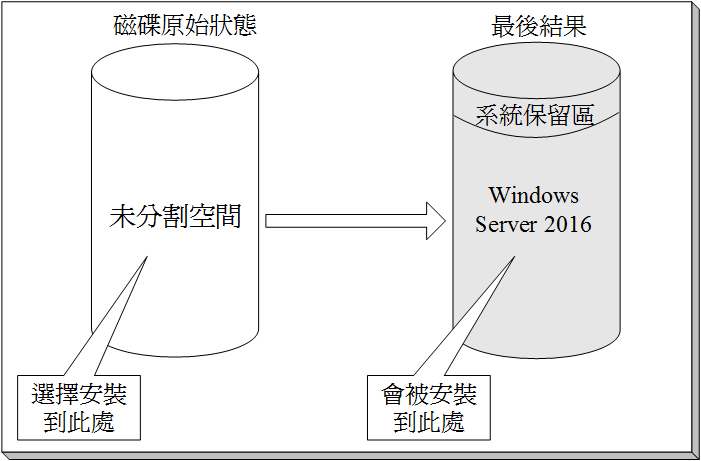 磁碟原始狀態
最後結果
系統保留區
未分割空間
Windows
Server 2016
選擇安裝
到此處
會被安裝
到此處